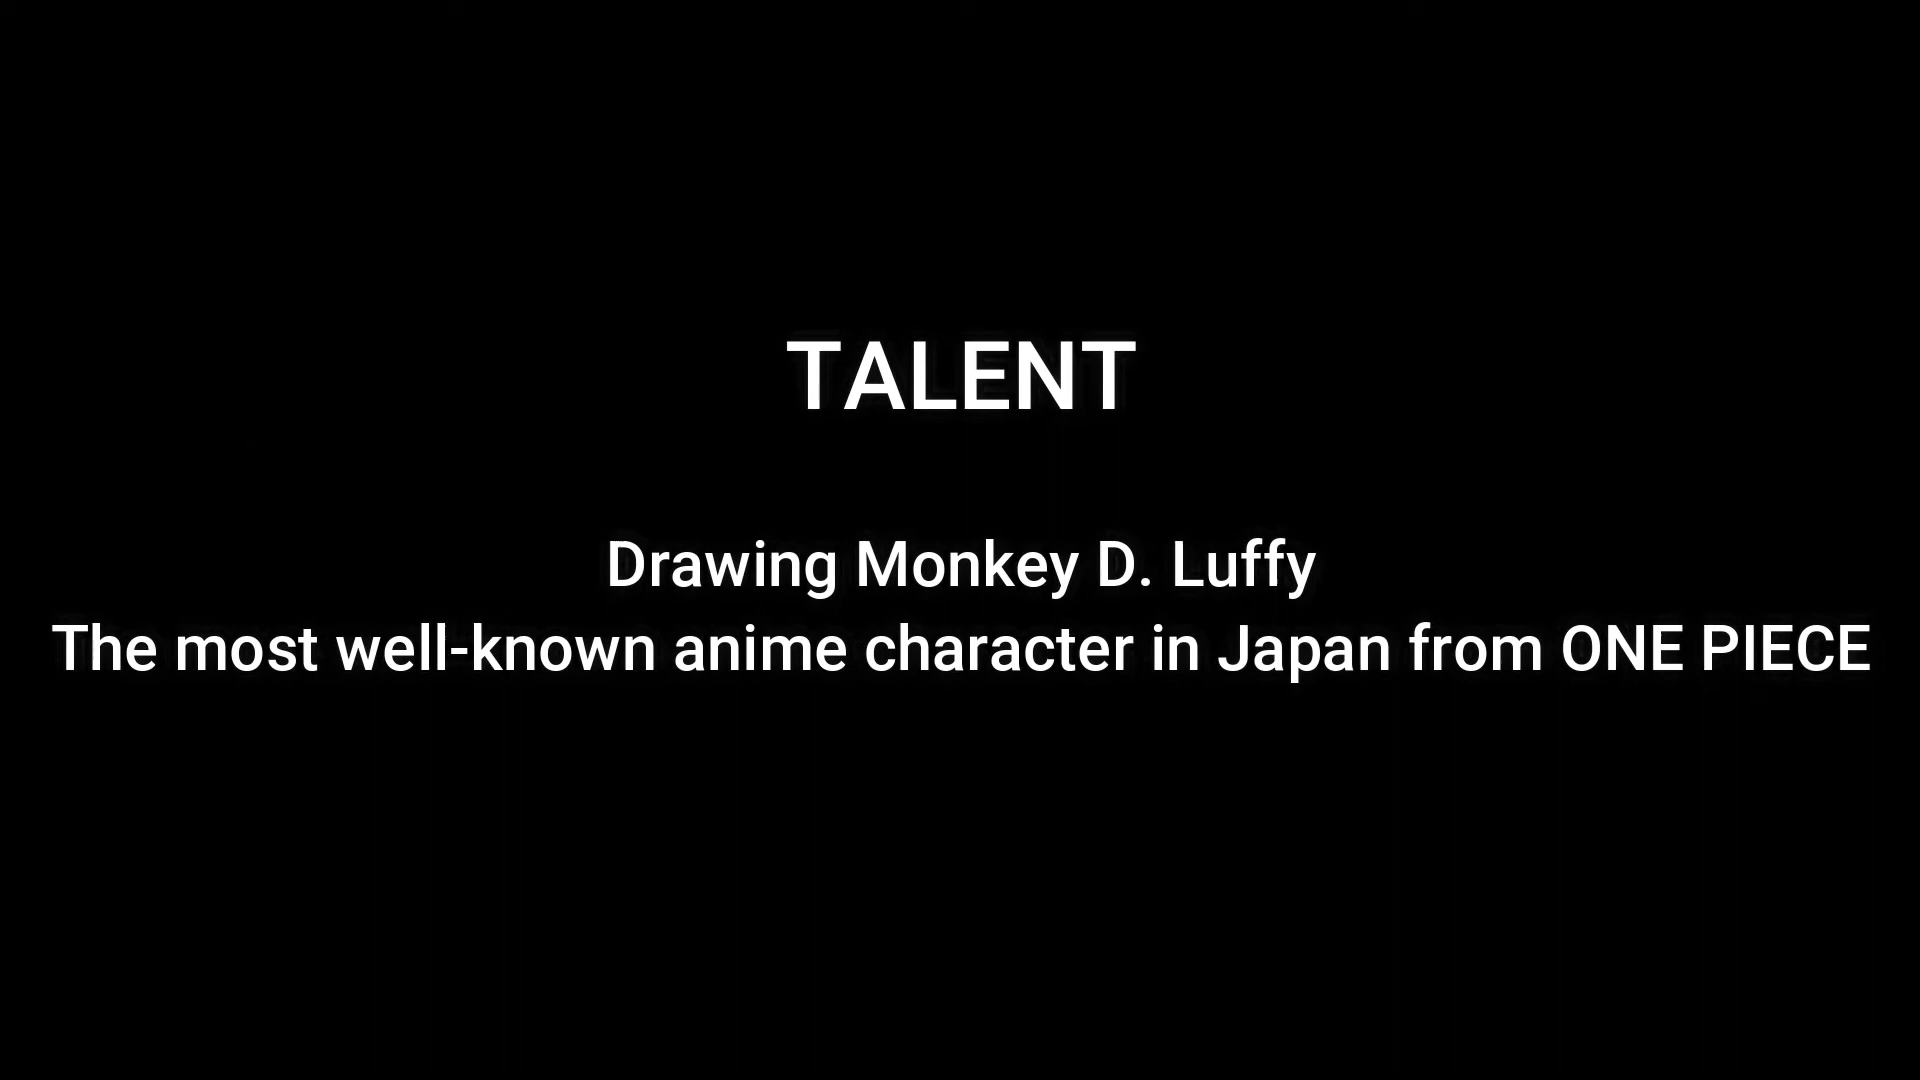 TALENT
Drawing Monkey D. Luffy
The most well-known anime character in Japan from ONE PIECE